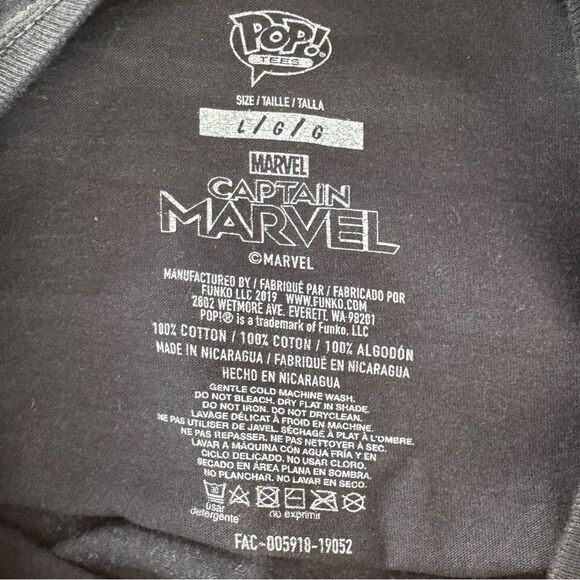 POP!®
TEES
SIZE / TAILLE / TALLA
L / G / G
MARVEL
CAPTAIN
MARVEL
©MARVEL
MANUFACTURED BY / FABRIQUÉ PAR / FABRICADO POR
FUNKO LLC 2019 WWW.FUNKO.COM
2802 WETMORE AVE. EVERETT, WA 98201
POP!® is a trademark of Funko, LLC
100% COTTON / 100% COTON / 100% ALGODÓN
MADE IN NICARAGUA / FABRIQUÉ EN NICARAGUA
HECHO EN NICARAGUA
GENTLE COLD MACHINE WASH.
DO NOT BLEACH. DRY FLAT IN SHADE.
DO NOT IRON. DO NOT DRYCLEAN.
LAVAGE DÉLICAT À FROID EN MACHINE.
NE PAS UTILISER DE JAVEL. SÉCHAGE À PLAT À L'OMBRE.
NE PAS REPASSER. NE PAS NETTOYER À SEC.
LAVAR A MÁQUINA CON AGUA FRÍA Y EN
CICLO DELICADO. NO USAR CLORO.
SECADO EN ÁREA PLANA EN SOMBRA.
NO PLANCHAR. NO LAVAR EN SECO.
30
usar
detergente
no exprimir
FAC-005918-19052